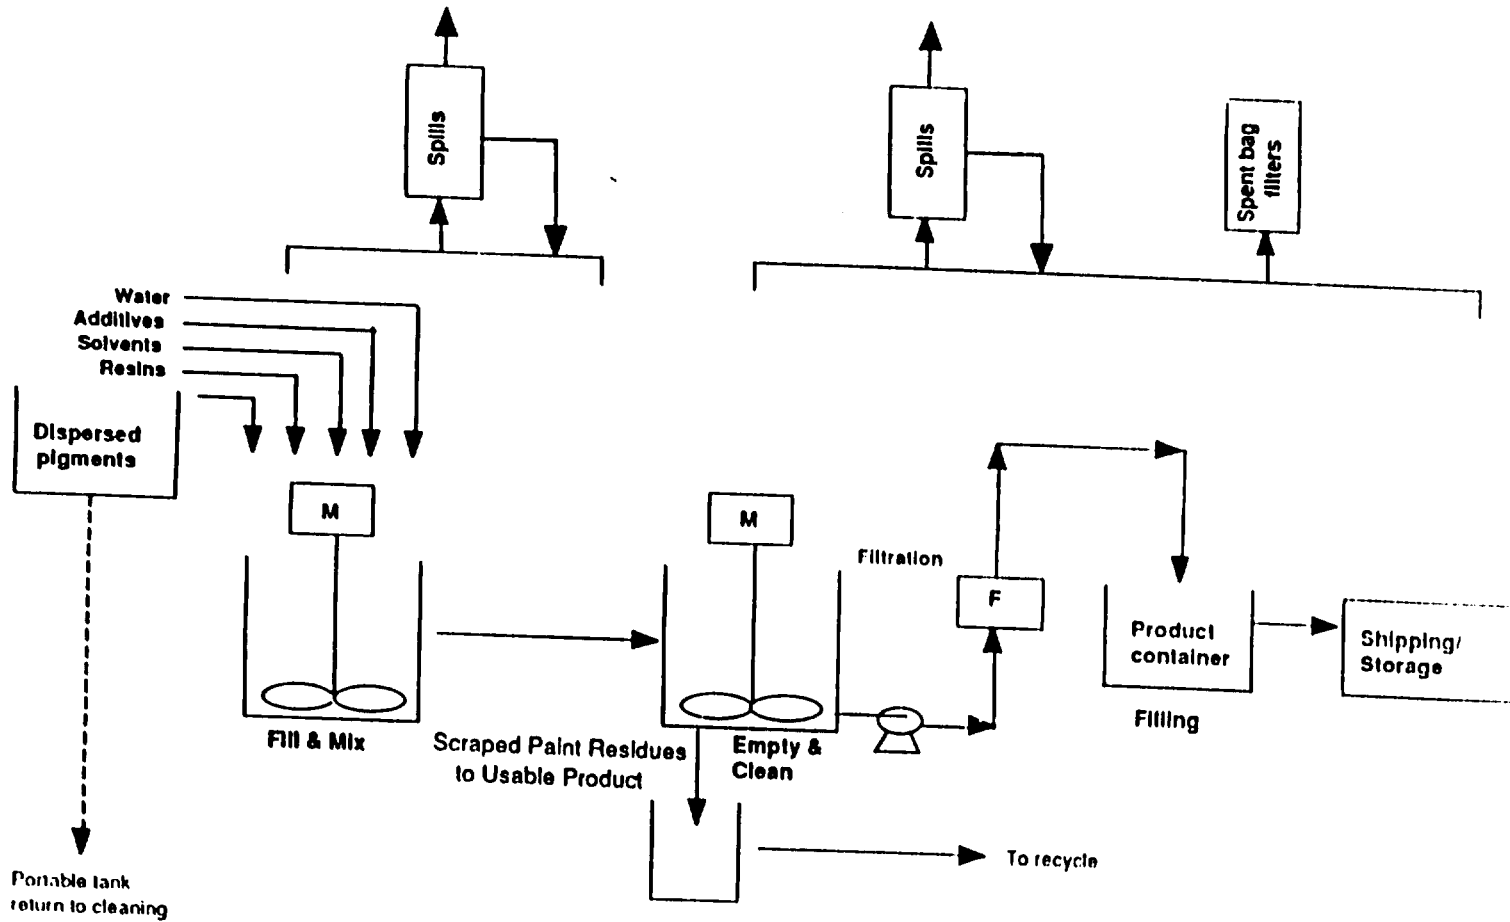 Spills
Spills
Spent bag
filters
Water
Additives
Solvents
Resins
Dispersed
pigments
M
M
Filtration
F
Product
container
Shipping/
Storage
Filling
Fill & Mix
Scraped Paint Residues
to Usable Product
Empty &
Clean
To recycle
Portable tank
return to cleaning